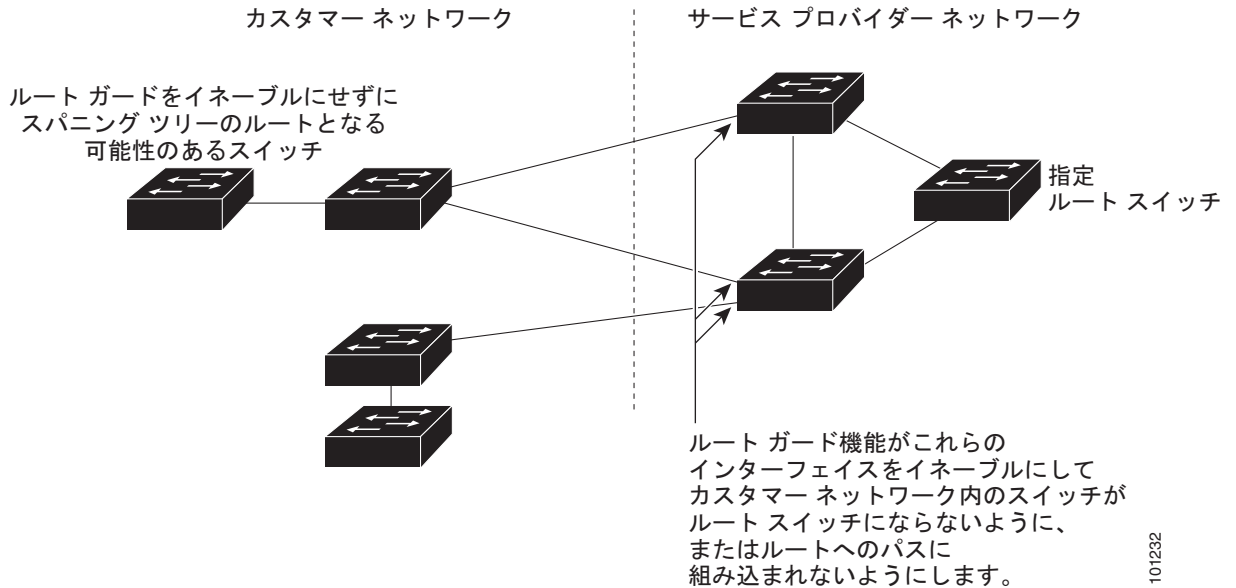 カスタマー ネットワーク
サービス プロバイダー ネットワーク
ルート ガードをイネーブルにせずに
スパニング ツリーのルートとなる
可能性のあるスイッチ
指定
ルート スイッチ
ルート ガード機能がこれらの
インターフェイスをイネーブルにして
カスタマー ネットワーク内のスイッチが
ルート スイッチにならないように、
またはルートへのパスに
組み込まれないようにします。
101232